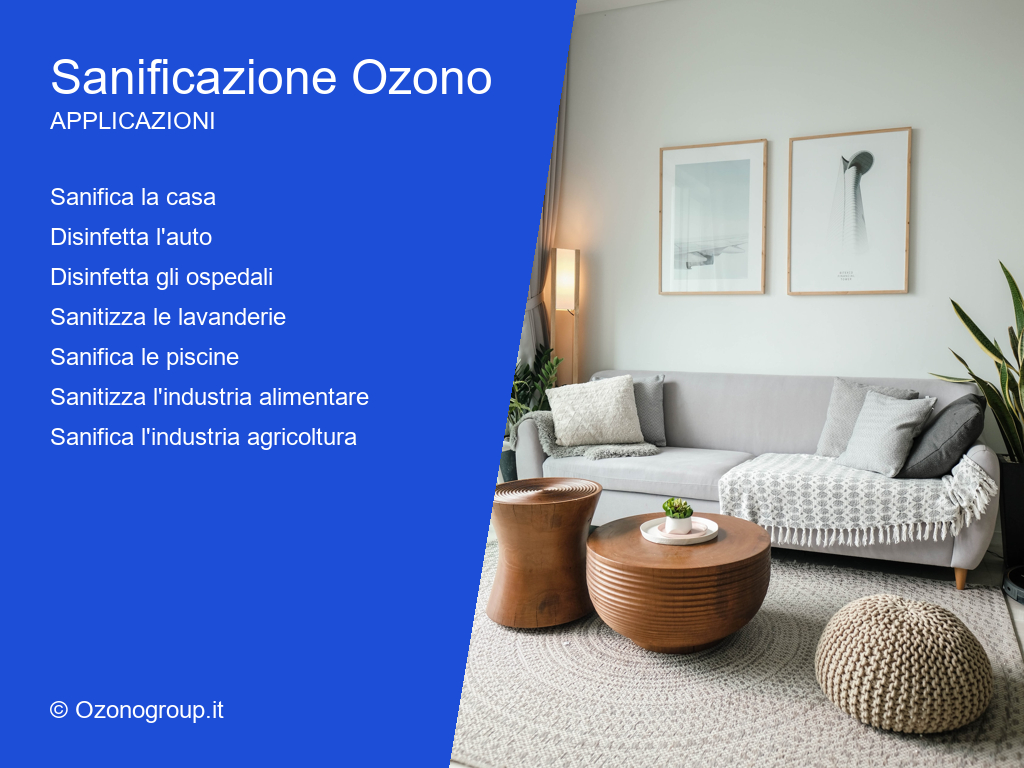 Sanificazione Ozono
APPLICAZIONI
Sanifica la casa
Disinfetta l'auto
Disinfetta gli ospedali
Sanitizza le lavanderie
Sanifica le piscine
Sanitizza l'industria alimentare
Sanifica l'industria agricoltura
© Ozonogroup.it